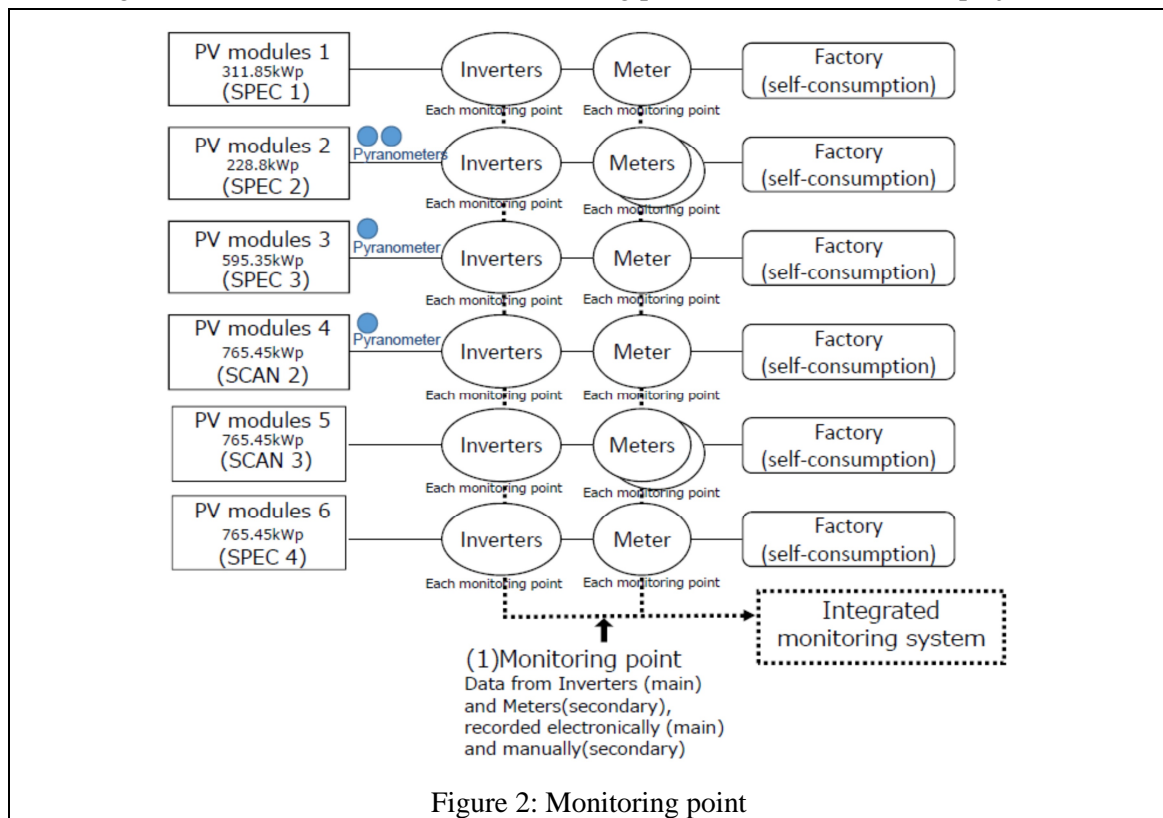 PV modules 1
311.85kWp
(SPEC 1)
Inverters
Each monitoring point
Meter
Each monitoring point
Factory
(self-consumption)
PV modules 2
228.8kWp
(SPEC 2)
Pyranometers
Inverters
Each monitoring point
Meters
Each monitoring point
Factory
(self-consumption)
PV modules 3
595.35kWp
(SPEC 3)
Pyranometer
Inverters
Each monitoring point
Meter
Each monitoring point
Factory
(self-consumption)
PV modules 4
765.45kWp
(SCAN 2)
Pyranometer
Inverters
Each monitoring point
Meter
Each monitoring point
Factory
(self-consumption)
PV modules 5
765.45kWp
(SCAN 3)
Inverters
Each monitoring point
Meters
Each monitoring point
Factory
(self-consumption)
PV modules 6
765.45kWp
(SPEC 4)
Inverters
Each monitoring point
Meter
Each monitoring point
Factory
(self-consumption)
Integrated
monitoring system
(1)Monitoring point
Data from Inverters (main)
and Meters(secondary),
recorded electronically (main)
and manually(secondary)
Figure 2: Monitoring point